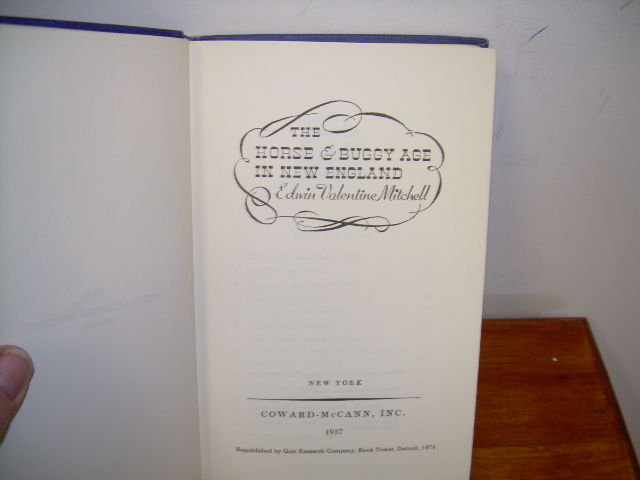 THE
HORSE & BUGGY AGE
IN NEW ENGLAND
Edwin Valentine Mitchell
NEW YORK
COWARD-McCANN, INC.
1937
Republished by Gale Research Company, Book Tower, Detroit, 1974